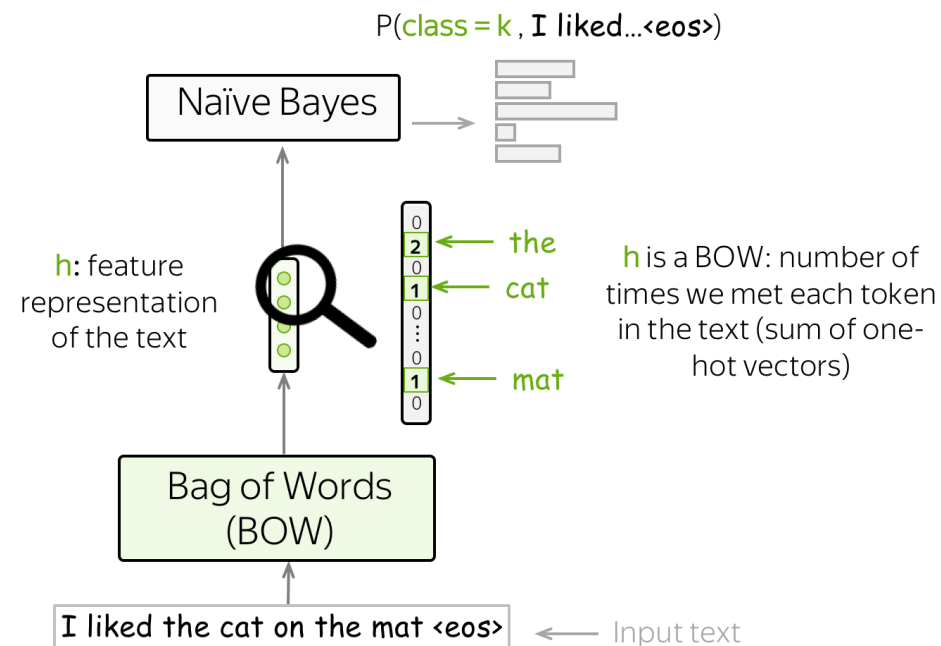 P(class = k , I liked...<eos>)
Naïve Bayes
h: feature
representation
of the text
0
2
0
1
0
⋮
0
1
0
the
cat
mat
h is a BOW: number of
times we met each token
in the text (sum of one-
hot vectors)
Bag of Words
(BOW)
I liked the cat on the mat <eos>
Input text